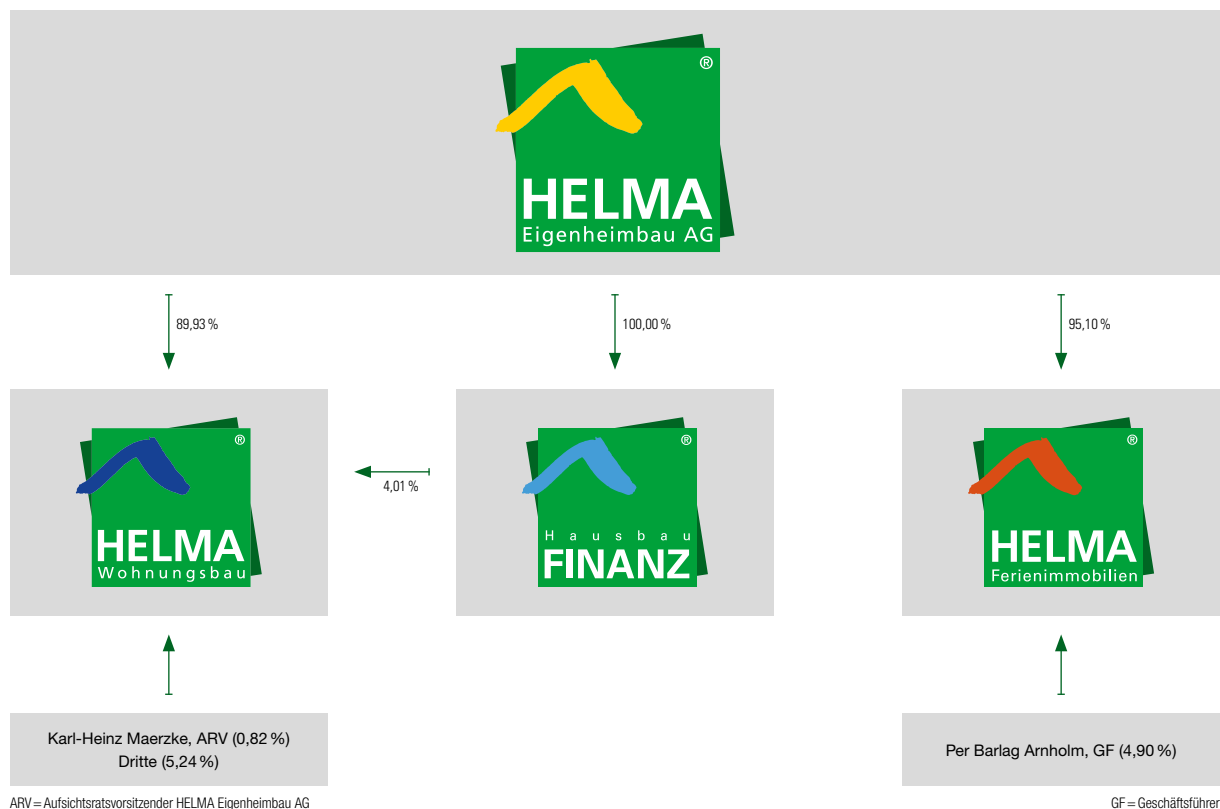 ®
HELMA
Eigenheimbau AG
89,93 %
100,00 %
95,10 %
®
HELMA
Wohnungsbau
4,01 %
®
Hausbau
FINANZ
®
HELMA
Ferienimmobilien
Karl-Heinz Maerzke, ARV (0,82 %)
Dritte (5,24 %)
Per Barlag Arnholm, GF (4,90 %)
ARV = Aufsichtsratsvorsitzender HELMA Eigenheimbau AG
GF = Geschäftsführer